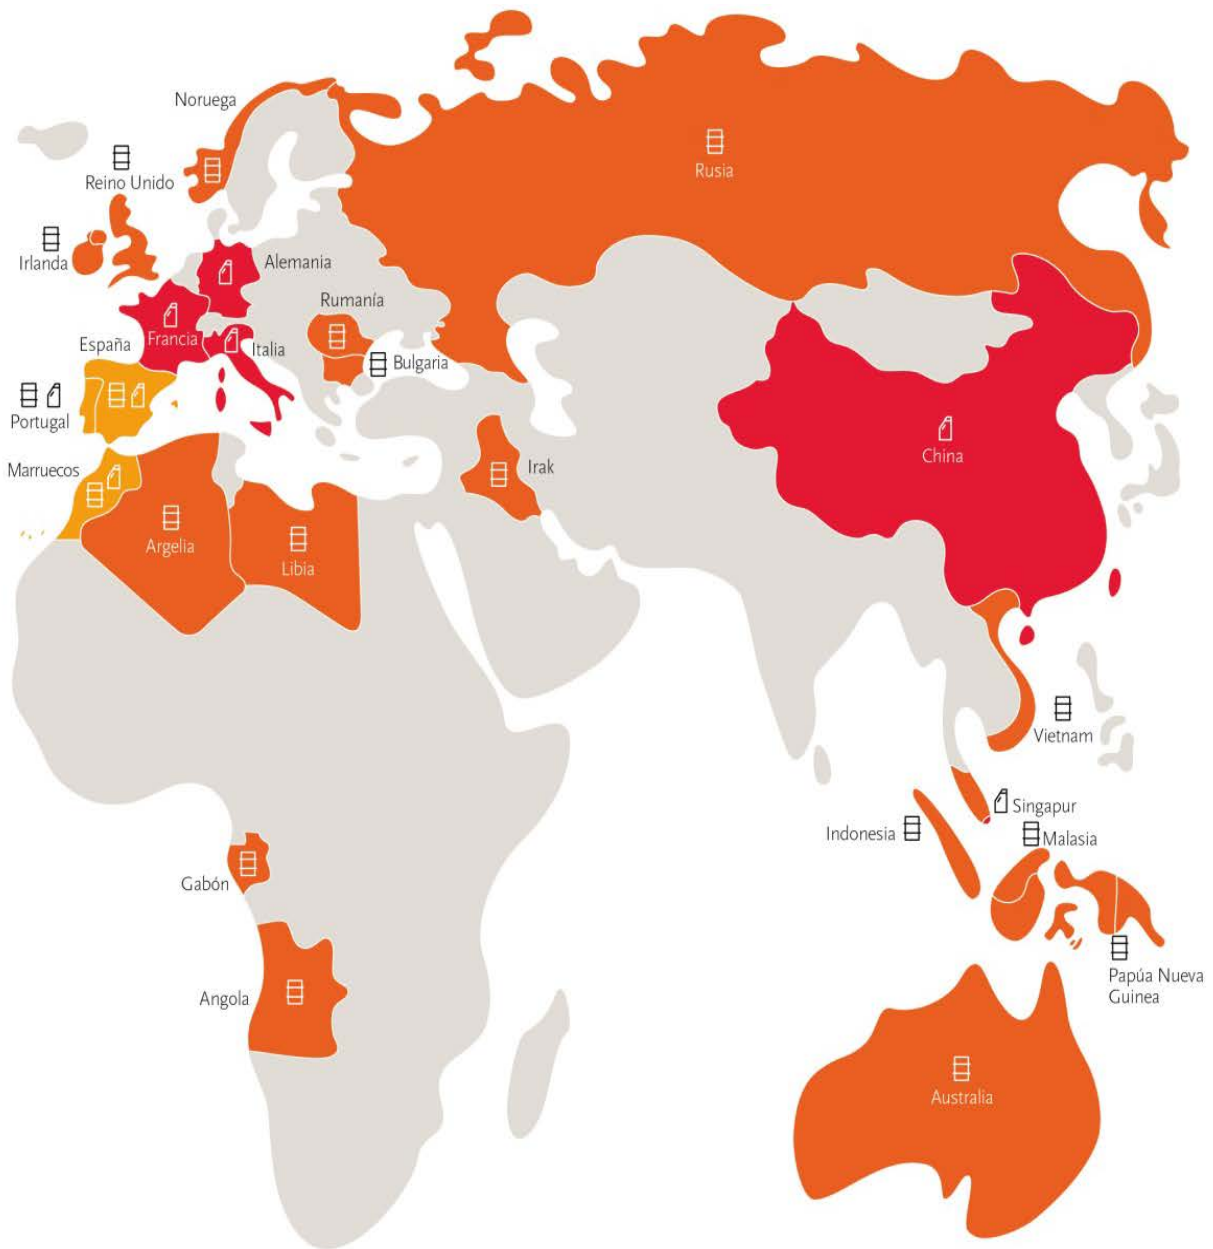 Noruega
Rusia
Reino Unido
Irlanda
Alemania
Rumanía
Francia
Italia
España
Bulgaria
Portugal
China
Marruecos
Irak
Argelia
Libia
Vietnam
Singapur
Indonesia
Malasia
Gabón
Papúa Nueva
Guinea
Angola
Australia